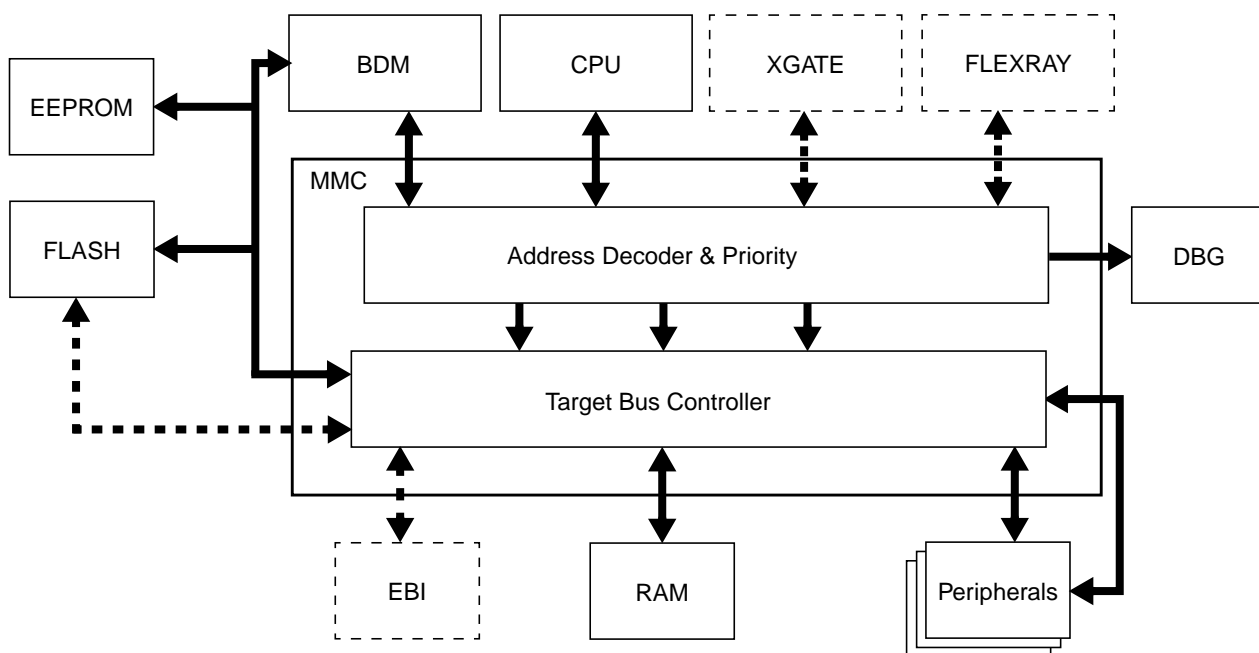 BDM
CPU
XGATE
FLEXRAY
EEPROM
MMC
FLASH
Address Decoder & Priority
DBG
Target Bus Controller
EBI
RAM
Peripherals